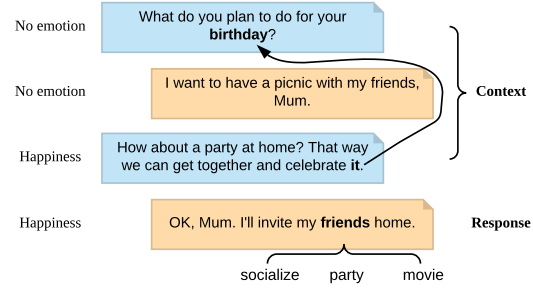 No emotion
What do you plan to do for your
birthday?
No emotion
I want to have a picnic with my friends,
Mum.
Context
Happiness
How about a party at home? That way
we can get together and celebrate it.
Happiness
OK, Mum. I'll invite my friends home.
Response
socialize party movie